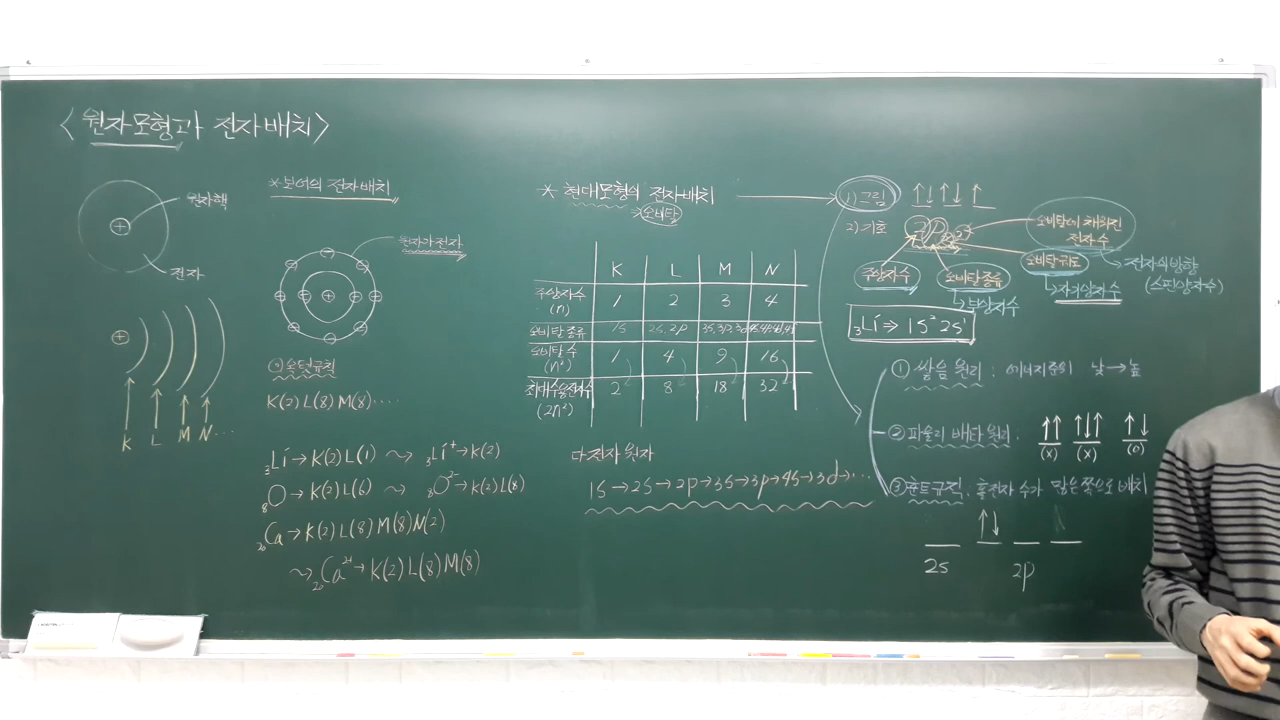 <원자모형과 전자배치>
원자핵
전자
K L M N...
*보어의 전자배치
원자가전자
⊙옥텟규칙
K(2) L(8) M(8)....
₃Li→K(2)L(1) ~> ₃Li⁺→K(2)
₈O→K(2)L(6) ~> ₈O²⁻→K(2)L(8)
₂₀Ca→K(2)L(8)M(8)N(2)
~>₂₀Ca²⁺→K(2)L(8)M(8)
* 현대모형의 전자배치
→오비탈
K L M N
주양자수 (n) 1 2 3 4
오비탈종류 1S 2S, 2P 3S,3P,3d 4S,4P,4d,4f
오비탈수 (n²) 1 4 9 16
최대수용전자수 (2n²) 2 8 18 32
다전자 원자
1S→2S→2p→3S→3p→4S→3d→...
1)그림 ↑↓ ↑↓ ↑
2)기호
오비탈에 채워진 전자수
주양자수
오비탈종류
→부양자수
→자기양자수
→전자의방향
(스핀양자수)
₃Li⇒ 1S² 2S¹
① 쌓음 원리 : 에너지준위 낮→높
② 파울리 배타 원리. ↑↑ (x) ↑↓↑ (x) ↑↓ (o)
③훈트규칙. 홀전자 수가 많은쪽으로 배치
↑↓
2s 2p